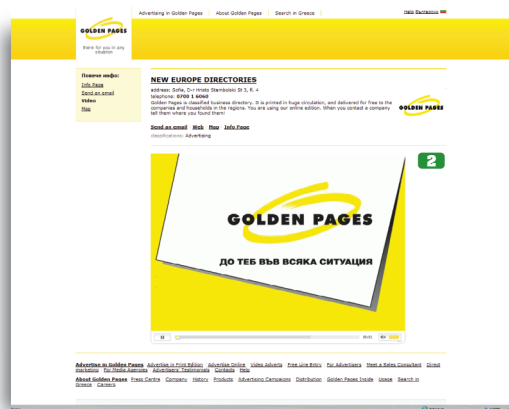 Advertising in Golden Pages | About Golden Pages | Search in Greece
Help Български
GOLDEN PAGES
there for you in any
situation
Повече инфо:
Info Page
Send an email
Video
Map
NEW EUROPE DIRECTORIES
address: Sofia, D-r Hristo Stambolski St 3, fl. 4
telephone: 0700 1 6060
Golden Pages is classified business directory. It is printed in huge circulation, and delivered for free to the
companies and households in the regions. You are using our online edition. When you contact a company
tell them where you found them!
GOLDEN PAGES
Send an email Web Map Info Page
classifications: Advertising
2
GOLDEN PAGES
ДО ТЕБ ВЪВ ВСЯКА СИТУАЦИЯ
Advertise in Golden Pages Advertise in Print Edition Advertise Online Video Adverts Free Line Entry For Advertisers Meet a Sales Consultant Direct
marketing For Media Agencies Advertisers' Testimonials Contacts Help
About Golden Pages Press Centre Company History Products Advertising Campaigns Distribution Golden Pages Inside Usage Search in
Greece Careers